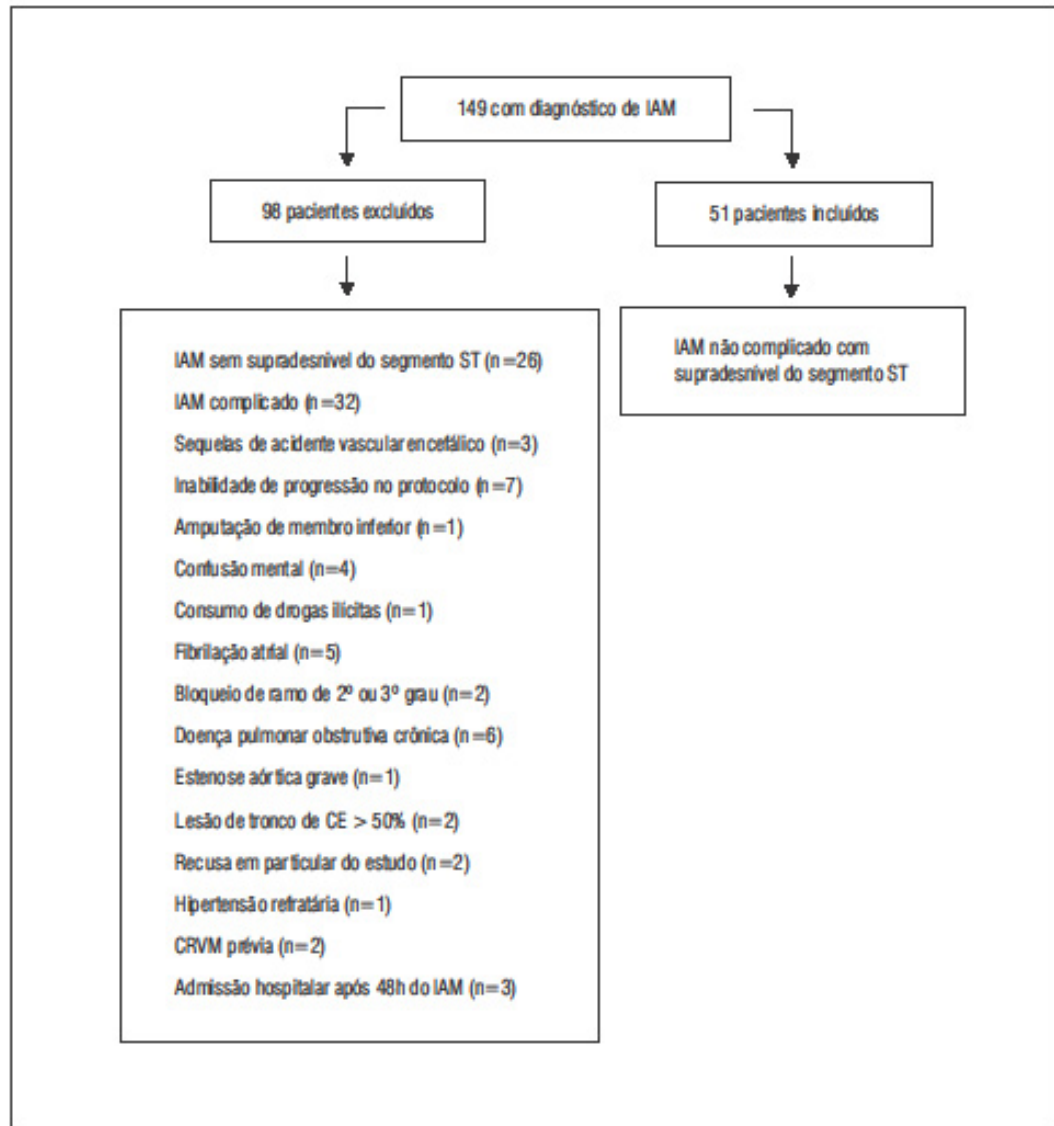 149 com diagnóstico de IAM
98 pacientes excluídos
51 pacientes incluídos
IAM sem supradesnível do segmento ST (n=26)
IAM complicado (n=32)
Sequelas de acidente vascular encefálico (n=3)
Inabilidade de progressão no protocolo (n=7)
Amputação de membro inferior (n=1)
Confusão mental (n=4)
Consumo de drogas ilícitas (n=1)
Fibrilação atrial (n=5)
Bloqueio de ramo de 2º ou 3º grau (n=2)
Doença pulmonar obstrutiva crônica (n=6)
Estenose aórtica grave (n=1)
Lesão de tronco de CE > 50% (n=2)
Recusa em particular do estudo (n=2)
Hipertensão refratária (n=1)
CRVM prévia (n=2)
Admissão hospitalar após 48h do IAM (n=3)
IAM não complicado com
supradesnível do segmento ST